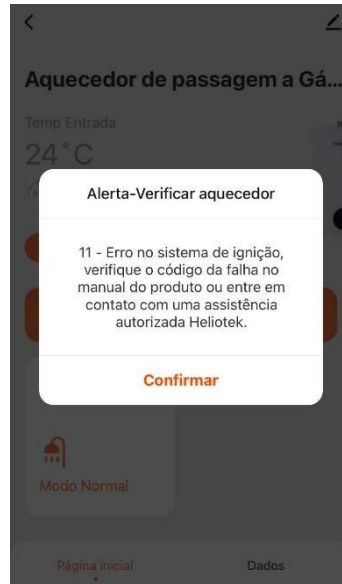 Aquecedor de passagem a Gá...
Temp Entrada
24°C
Alerta-Verificar aquecedor
11 - Erro no sistema de ignição,
verifique o código da falha no
manual do produto ou entre em
contato com uma assistência
autorizada Heliotek.
Confirmar
Modo Normal
Página inicial
Dados